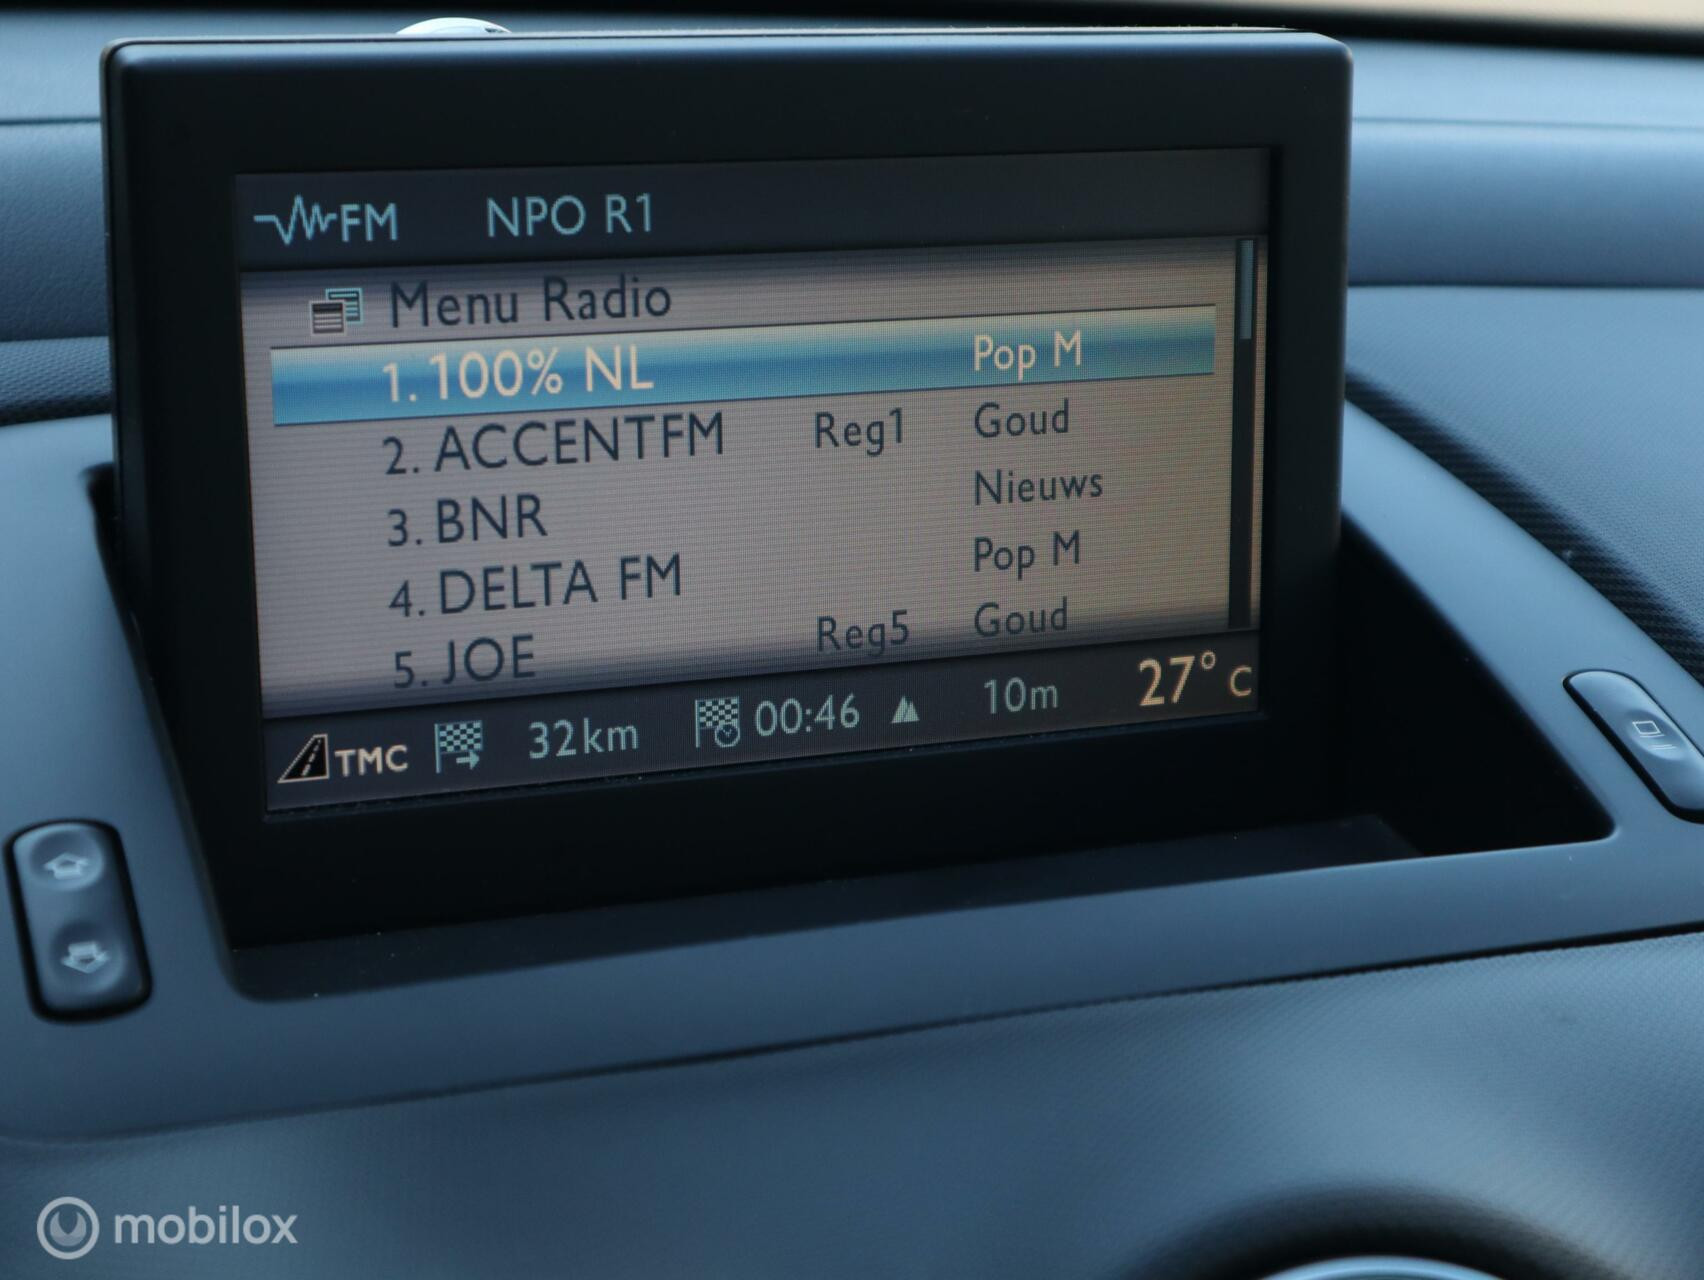 FM NPO R1
Menu Radio
1. 100% NL Pop M
2. ACCENTFM Reg1 Goud
3. BNR Nieuws
4. DELTA FM Pop M
5. JOE Reg5 Goud
TMC 32km 00:46 10m 27° C
mobilox